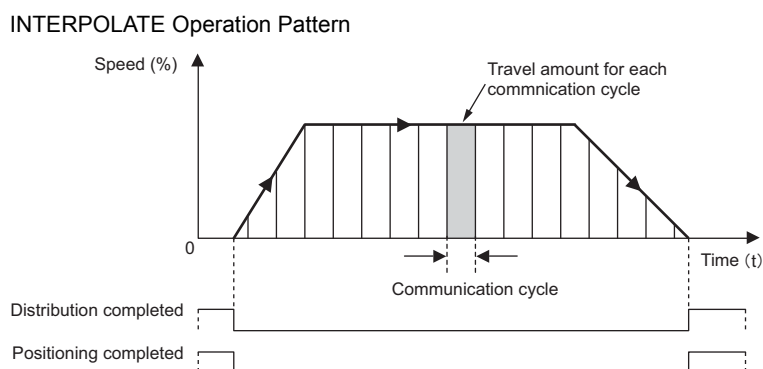 INTERPOLATE Operation Pattern
Speed (%)
Travel amount for each
commnication cycle
0
Time (t)
Communication cycle
Distribution completed
Positioning completed